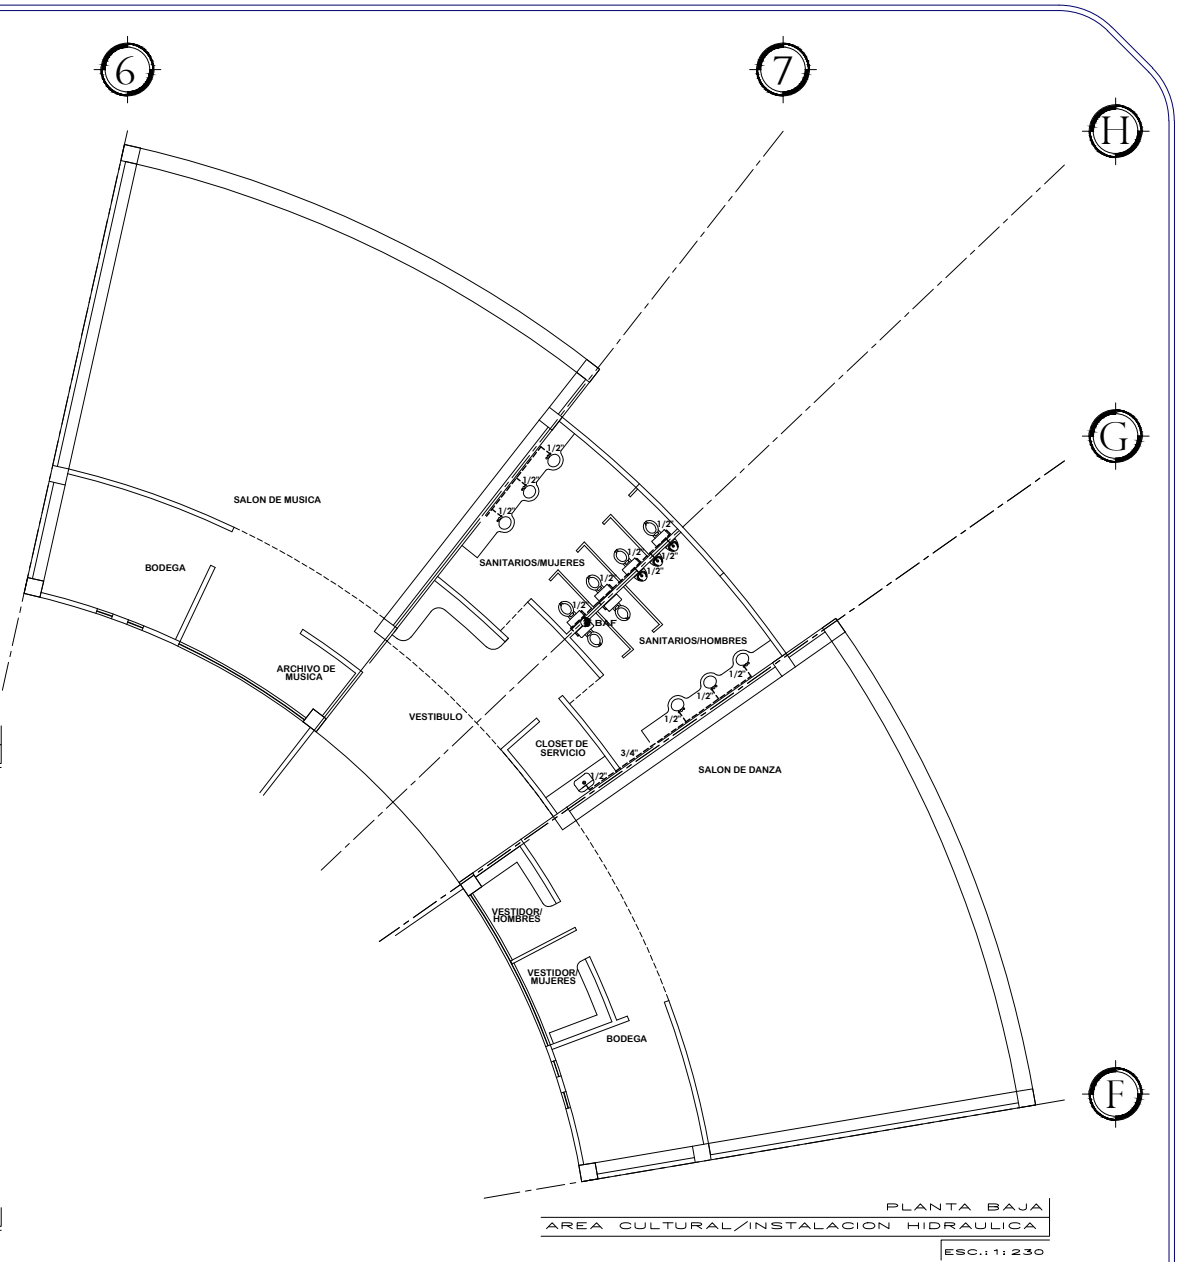 6
7
H
G
SALON DE MUSICA
BODEGA
ARCHIVO DE
MUSICA
1/2"
1/2"
1/2"
SANITARIOS/MUJERES
1/2"
1/2"
1/2"
1/2"
1/2"
1/2"
BAF
SANITARIOS/HOMBRES
VESTIBULO
1/2"
1/2"
1/2"
CLOSET DE
SERVICIO
3/4"
1/2"
SALON DE DANZA
VESTIDOR/
HOMBRES
VESTIDOR/
MUJERES
BODEGA
F
PLANTA BAJA
AREA CULTURAL/INSTALACION HIDRAULICA
ESC.:1:230